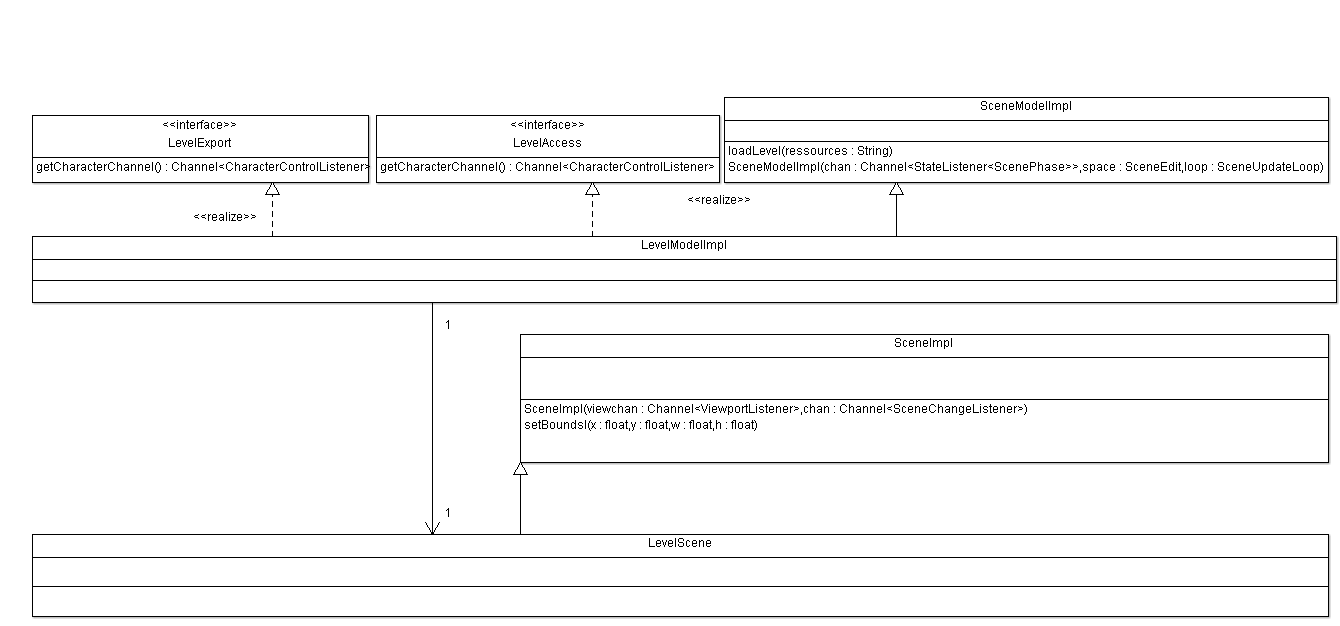 <<interface>>
LevelExport
getCharacterChannel() : Channel<CharacterControlListener>
<<interface>>
LevelAccess
getCharacterChannel() : Channel<CharacterControlListener>
SceneModelImpl
loadLevel(ressources : String)
SceneModelImpl(chan : Channel<StateListener<ScenePhase>>,space : SceneEdit,loop : SceneUpdateLoop)
<<realize>>
<<realize>>
LevelModelImpl
1
SceneImpl
SceneImpl(viewchan : Channel<ViewportListener>,chan : Channel<SceneChangeListener>)
setBoundsI(x : float,y : float,w : float,h : float)
1
LevelScene